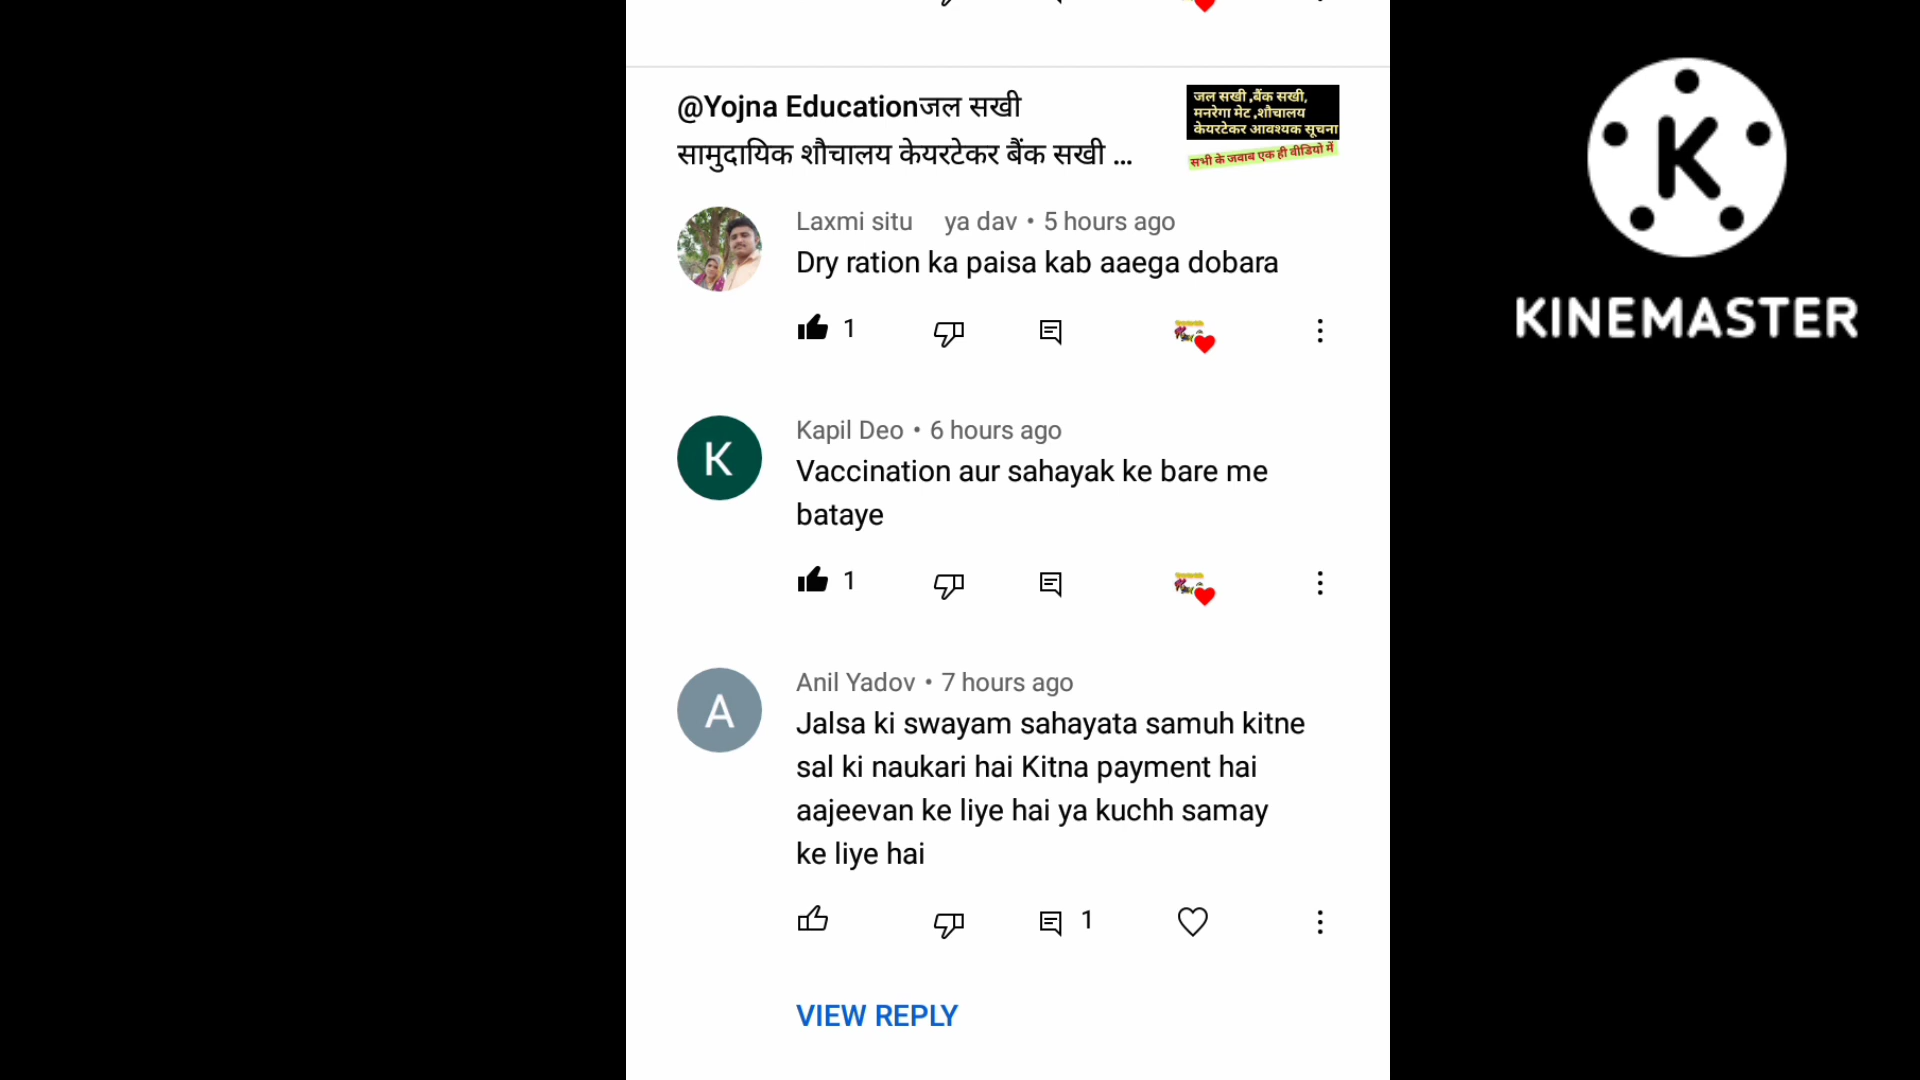 @Yojna Educationजल सखी
सामुदायिक शौचालय केयरटेकर बैंक सखी ...
जल सखी ,बैंक सखी,
मनरेगा मेट ,शौचालय
केयरटेकर आवश्यक सूचना
सभी के जवाब एक ही वीडियो में
Laxmi situ ya dav • 5 hours ago
Dry ration ka paisa kab aaega dobara
1
K
Kapil Deo • 6 hours ago
Vaccination aur sahayak ke bare me
bataye
1
A
Anil Yadov • 7 hours ago
Jalsa ki swayam sahayata samuh kitne
sal ki naukari hai Kitna payment hai
aajeevan ke liye hai ya kuchh samay
ke liye hai
1
VIEW REPLY
K
KINEMASTER